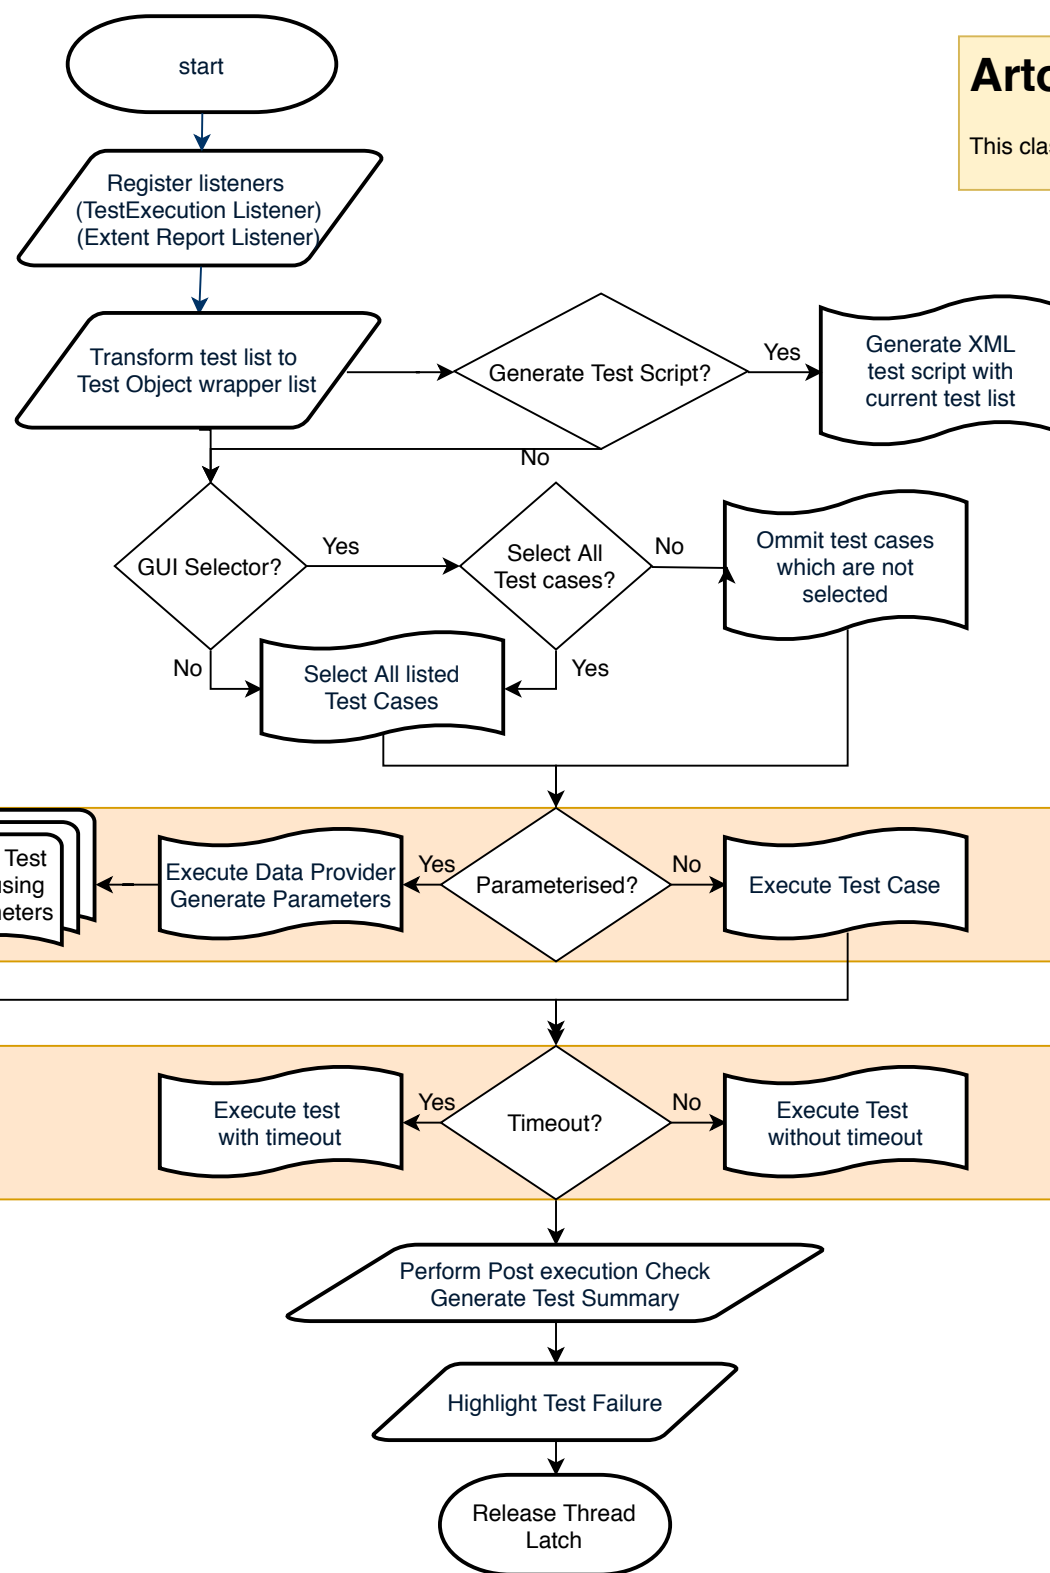 start
Arto
This cla
Register listeners
(TestExecution Listener)
(Extent Report Listener)
Transform test list to
Test Object wrapper list
Generate Test Script?
Yes
Generate XML
test script with
current test list
No
GUI Selector?
Yes
Select All
Test cases?
No
Ommit test cases
which are not
selected
No
Select All listed
Test Cases
Yes
Test
using
neters
Execute Data Provider
Generate Parameters
Yes
Parameterised?
No
Execute Test Case
Execute test
with timeout
Yes
Timeout?
No
Execute Test
without timeout
Perform Post execution Check
Generate Test Summary
Highlight Test Failure
Release Thread
Latch